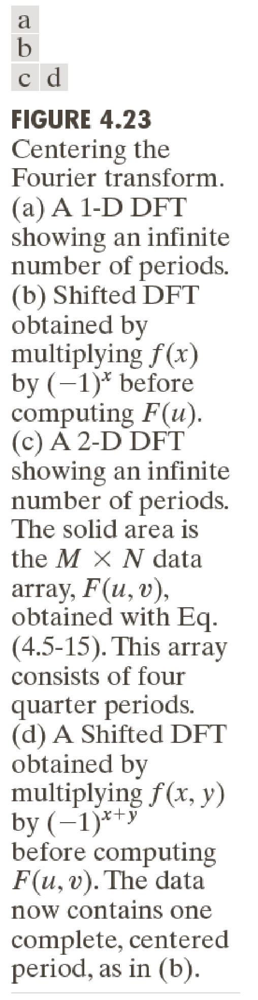 a
b
c d
FIGURE 4.23
Centering the
Fourier transform.
(a) A 1-D DFT
showing an infinite
number of periods.
(b) Shifted DFT
obtained by
multiplying f(x)
by (−1)ˣ before
computing F(u).
(c) A 2-D DFT
showing an infinite
number of periods.
The solid area is
the M × N data
array, F(u, v),
obtained with Eq.
(4.5-15). This array
consists of four
quarter periods.
(d) A Shifted DFT
obtained by
multiplying f(x, y)
by (−1)ˣ⁺ʸ
before computing
F(u, v). The data
now contains one
complete, centered
period, as in (b).